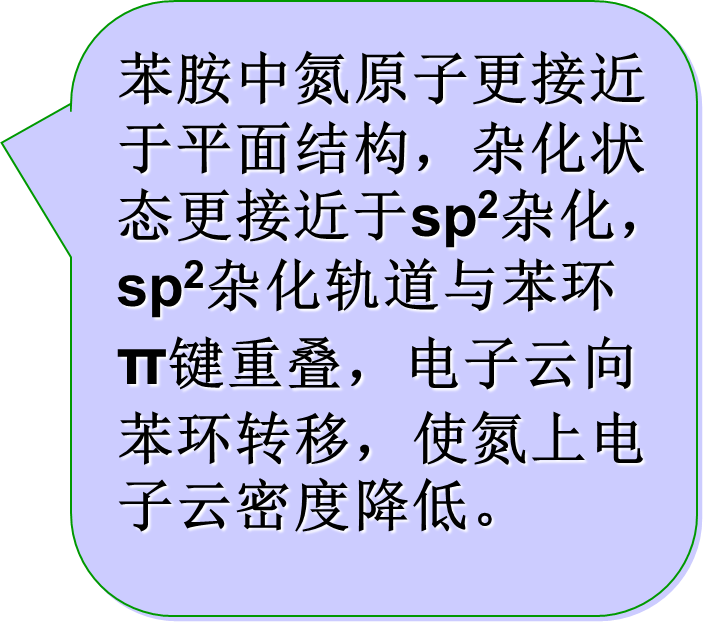 苯胺中氮原子更接近
于平面结构，杂化状
态更接近于sp²杂化，
sp²杂化轨道与苯环
π键重叠，电子云向
苯环转移，使氮上电
子云密度降低。